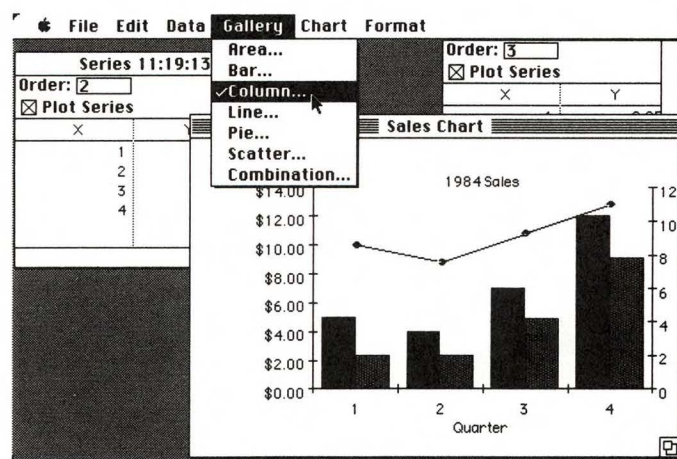 File Edit Data Gallery Chart Format
Area...
Bar...
✓Column...
Line...
Pie...
Scatter...
Combination...
Series 11:19:13
Order: 2
Plot Series
X
1
2
3
4
Order: 3
Plot Series
X Y
Sales Chart
1984 Sales
$14.00
$12.00
$10.00
$8.00
$6.00
$4.00
$2.00
$0.00
12
10
8
6
4
2
0
1 2 3 4
Quarter